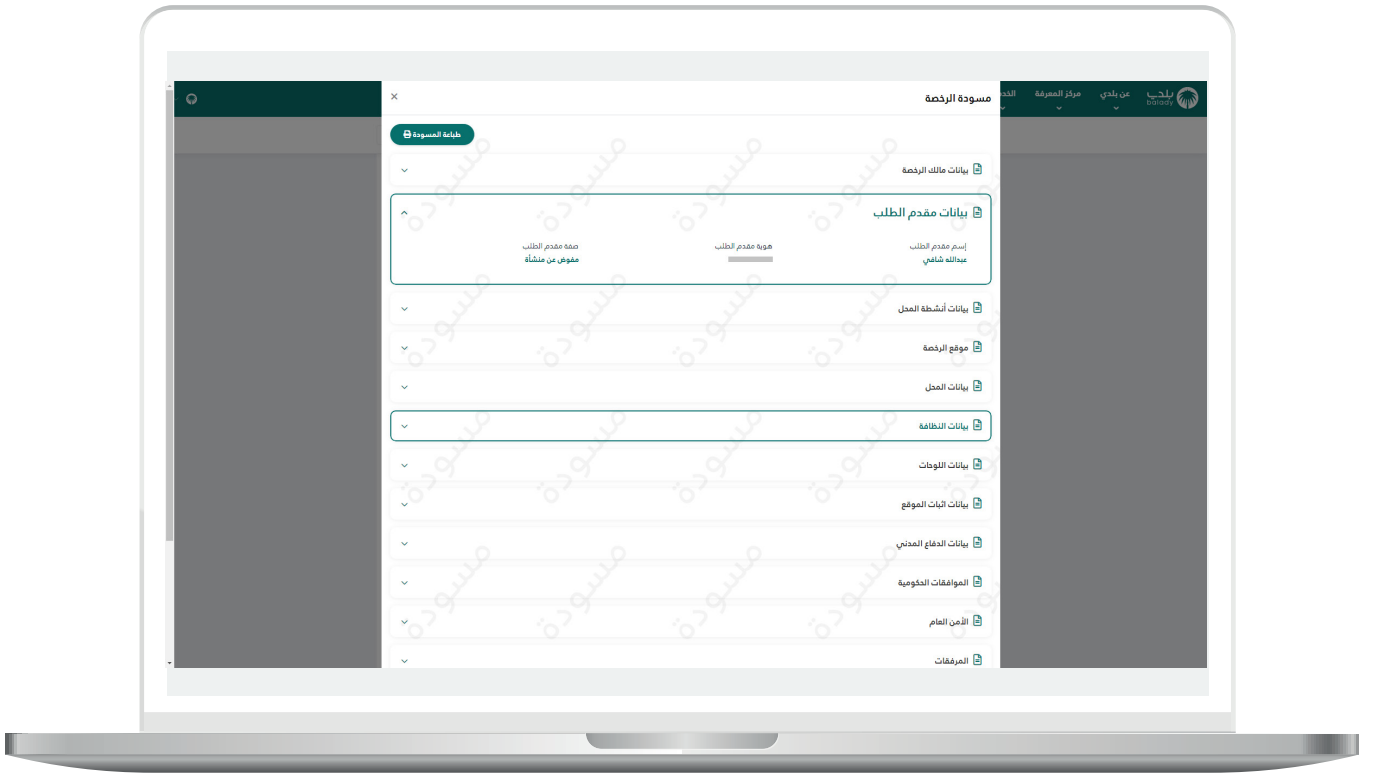 بلدي
balady
عن بلدي
مركز المعرفة
مسودة الرخصة
طباعة المسودة
بيانات مالك الرخصة
بيانات مقدم الطلب
إسم مقدم الطلب هوية مقدم الطلب صفة مقدم الطلب
عبدالله شافي مفوض عن منشأة
بيانات أنشطة المحل
موقع الرخصة
بيانات المحل
بيانات النظافة
بيانات اللوحات
بيانات اثبات الموقع
بيانات الدفاع المدني
الموافقات الحكومية
الأمن العام
المرفقات
مسودة